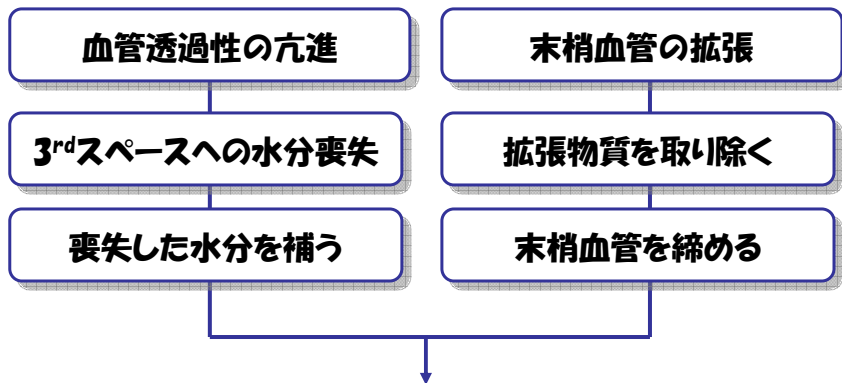 血管透過性の亢進
3rdスペースへの水分喪失
喪失した水分を補う
末梢血管の拡張
拡張物質を取り除く
末梢血管を締める